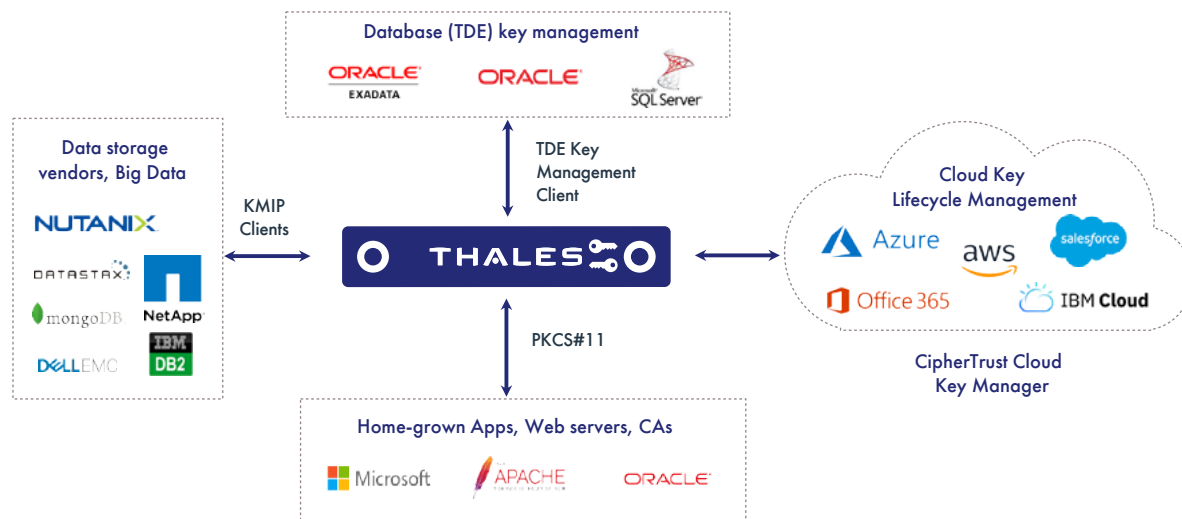 Database (TDE) key management
ORACLE
EXADATA
ORACLE
Microsoft
SQL Server
Data storage
vendors, Big Data
NUTANIX
DATASTAX
mongoDB
NetApp
DELLEMC
IBM
DB2
KMIP
Clients
TDE Key
Management
Client
THALES
PKCS#11
Cloud Key
Lifecycle Management
Azure
aws
salesforce
Office 365
IBM Cloud
CipherTrust Cloud
Key Manager
Home-grown Apps, Web servers, CAs
Microsoft
APACHE
ORACLE